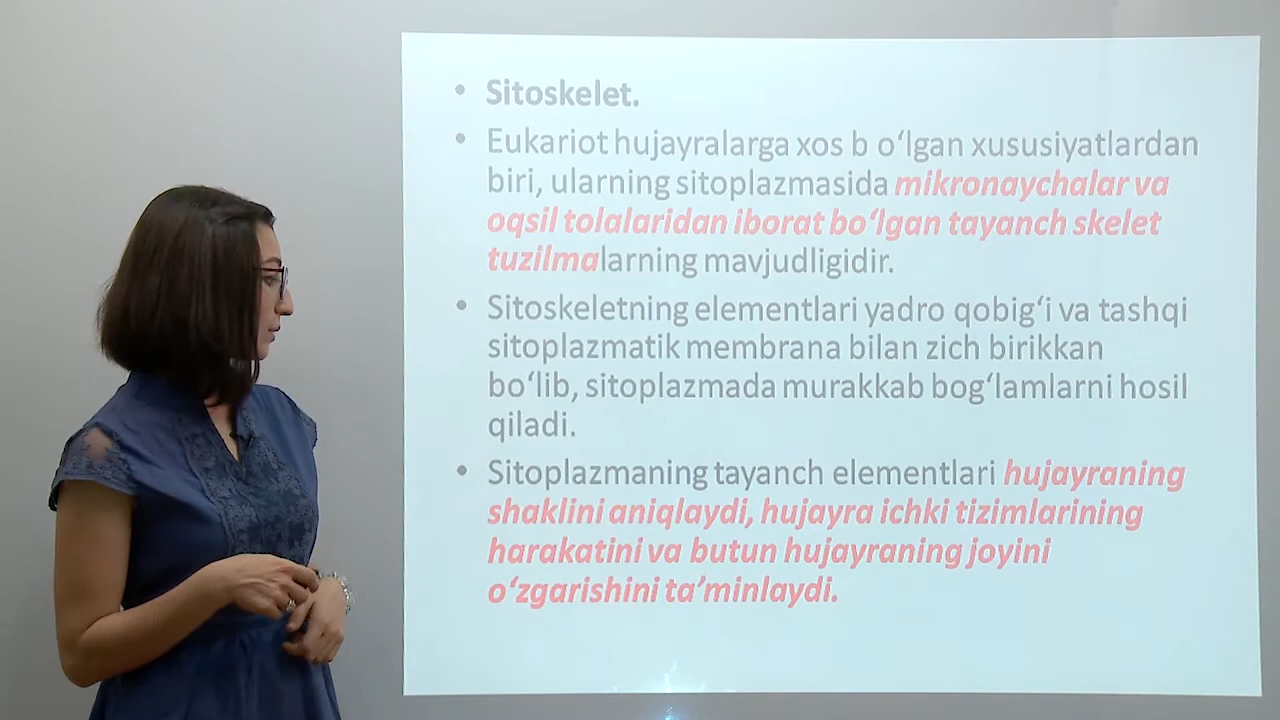 • Sitoskelet.
• Eukariot hujayralarga xos b o‘lgan xususiyatlardan
biri, ularning sitoplazmasida mikronaychalar va
oqsil tolalaridan iborat bo‘lgan tayanch skelet
tuzilmalarning mavjudligidir.
• Sitoskeletning elementlari yadro qobig‘i va tashqi
sitoplazmatik membrana bilan zich birikkan
bo‘lib, sitoplazmada murakkab bog‘lamlarni hosil
qiladi.
• Sitoplazmaning tayanch elementlari hujayraning
shaklini aniqlaydi, hujayra ichki tizimlarining
harakatini va butun hujayraning joyini
o‘zgarishini ta’minlaydi.